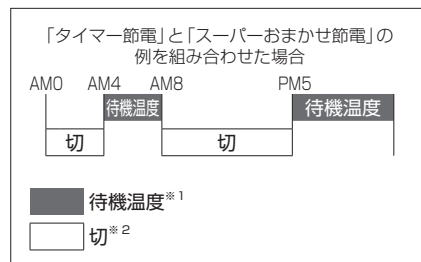 「タイマー節電」と「スーパーおまかせ節電」の
例を組み合わせた場合
AM0 AM4 AM8 PM5
待機温度 待機温度
切 切
待機温度※1
切※2